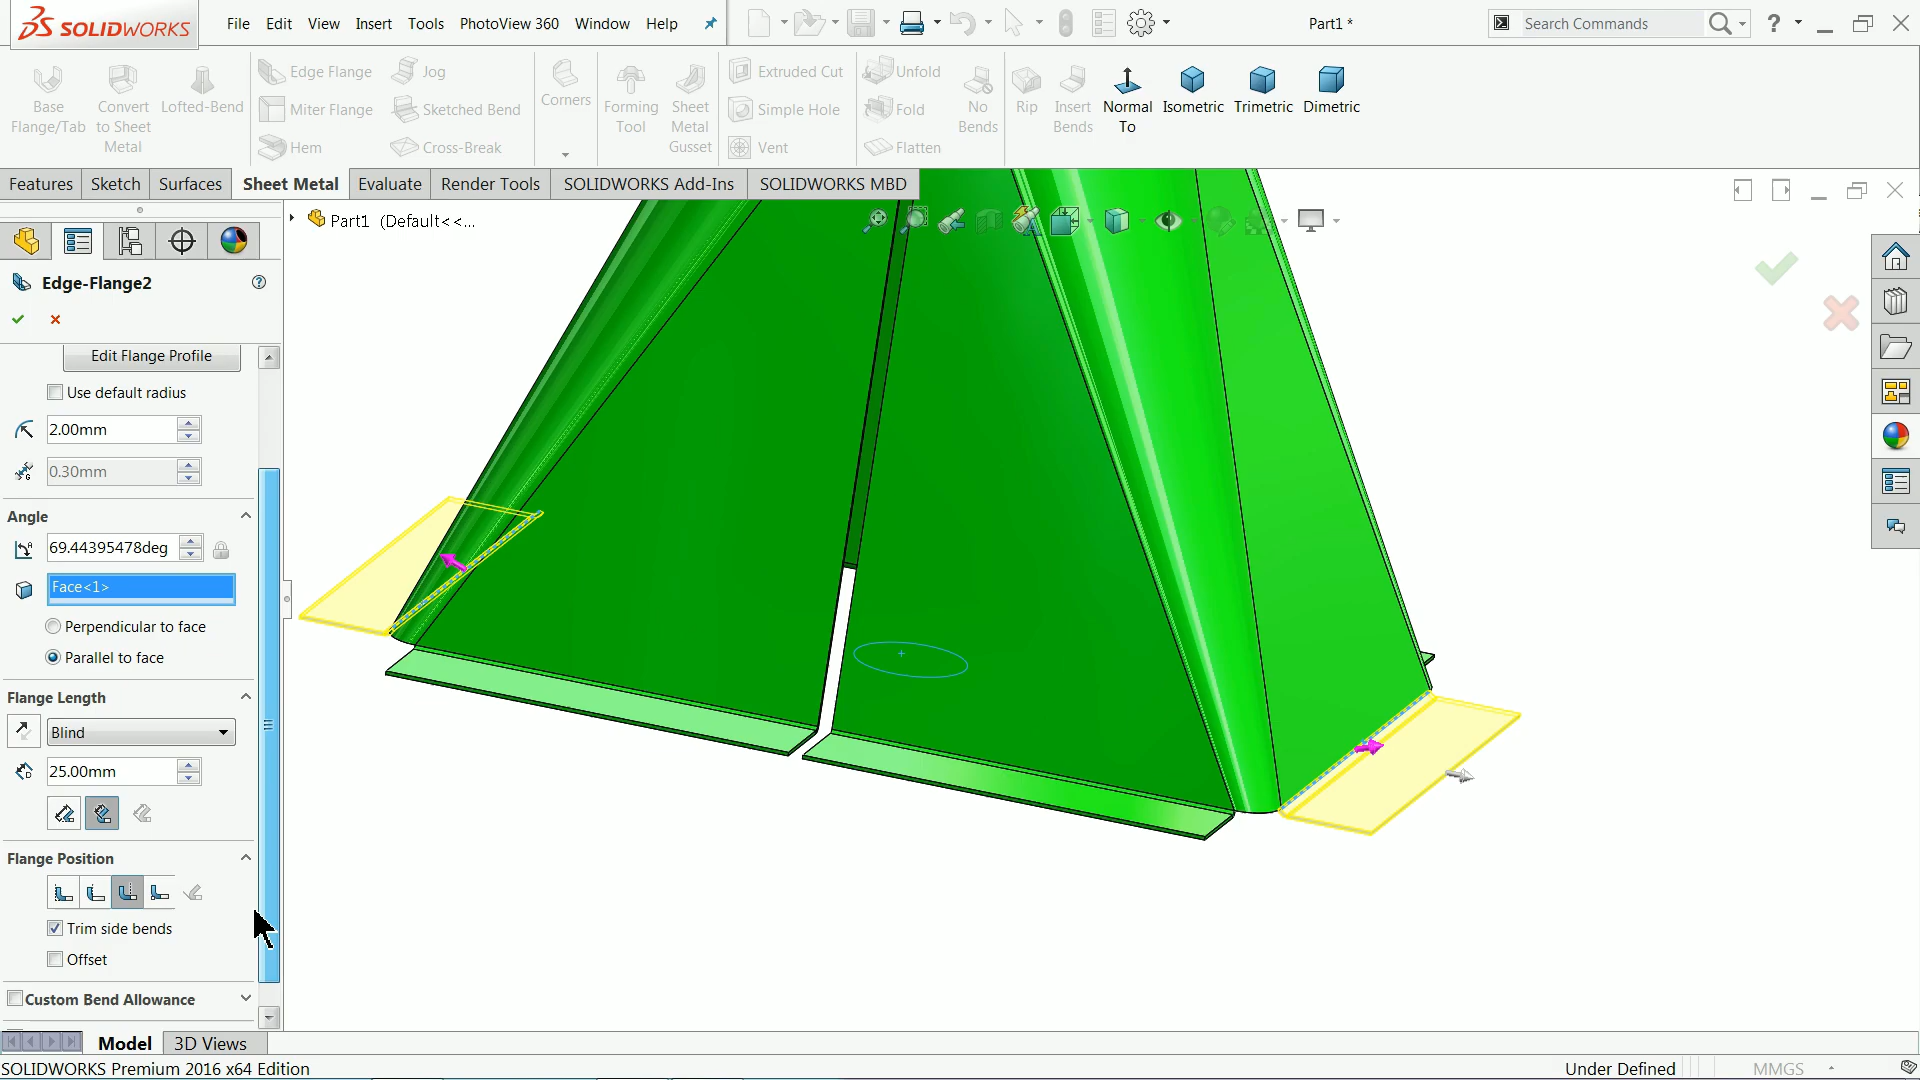 SOLIDWORKS
File Edit View Insert Tools PhotoView 360 Window Help
Part1 *
Search Commands
?
Base Flange/Tab
Convert to Sheet Metal
Lofted-Bend
Edge Flange
Miter Flange
Hem
Jog
Sketched Bend
Cross-Break
Corners
Forming Tool
Sheet Metal Gusset
Extruded Cut
Simple Hole
Vent
Unfold
Fold
Flatten
No Bends
Rip
Insert Bends
Normal To
Isometric
Trimetric
Dimetric
Features Sketch Surfaces Sheet Metal Evaluate Render Tools SOLIDWORKS Add-Ins SOLIDWORKS MBD
Part1 (Default<<...
Edge-Flange2
?
Edit Flange Profile
Use default radius
2.00mm
0.30mm
Angle
69.44395478deg
Face<1>
Perpendicular to face
Parallel to face
Flange Length
Blind
25.00mm
Flange Position
Trim side bends
Offset
Custom Bend Allowance
Model 3D Views
SOLIDWORKS Premium 2016 x64 Edition
Under Defined
MMGS